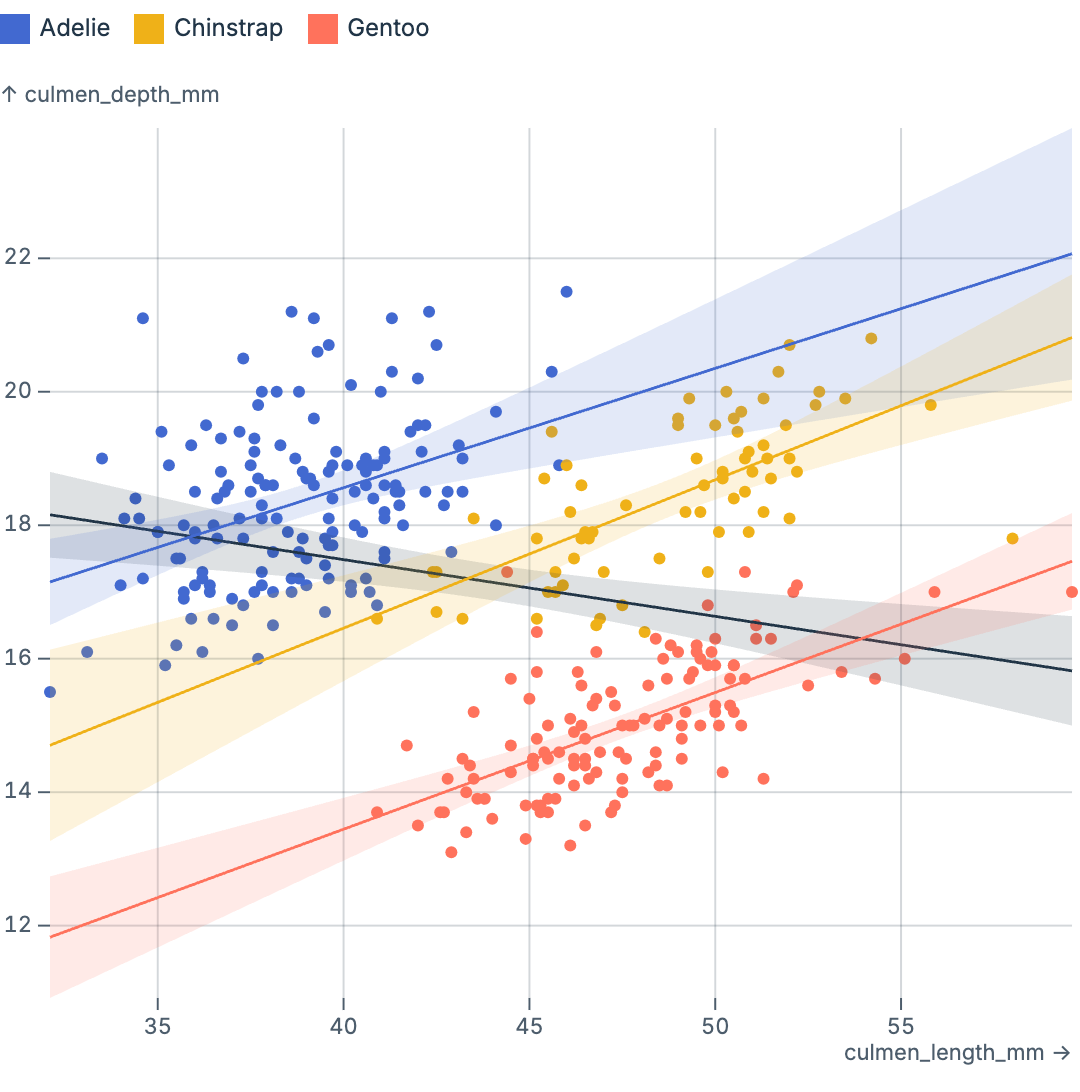 Adelie Chinstrap Gentoo
↑ culmen_depth_mm
22
20
18
16
14
12
35 40 45 50 55
culmen_length_mm →